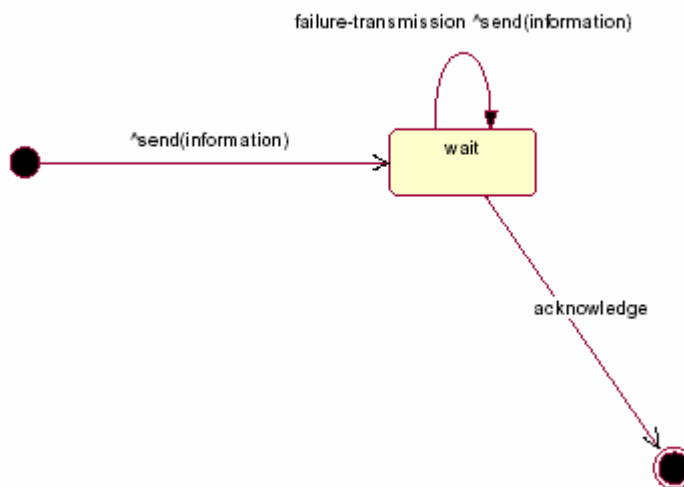 failure-transmission ^send(information)
^send(information)
wait
acknowledge